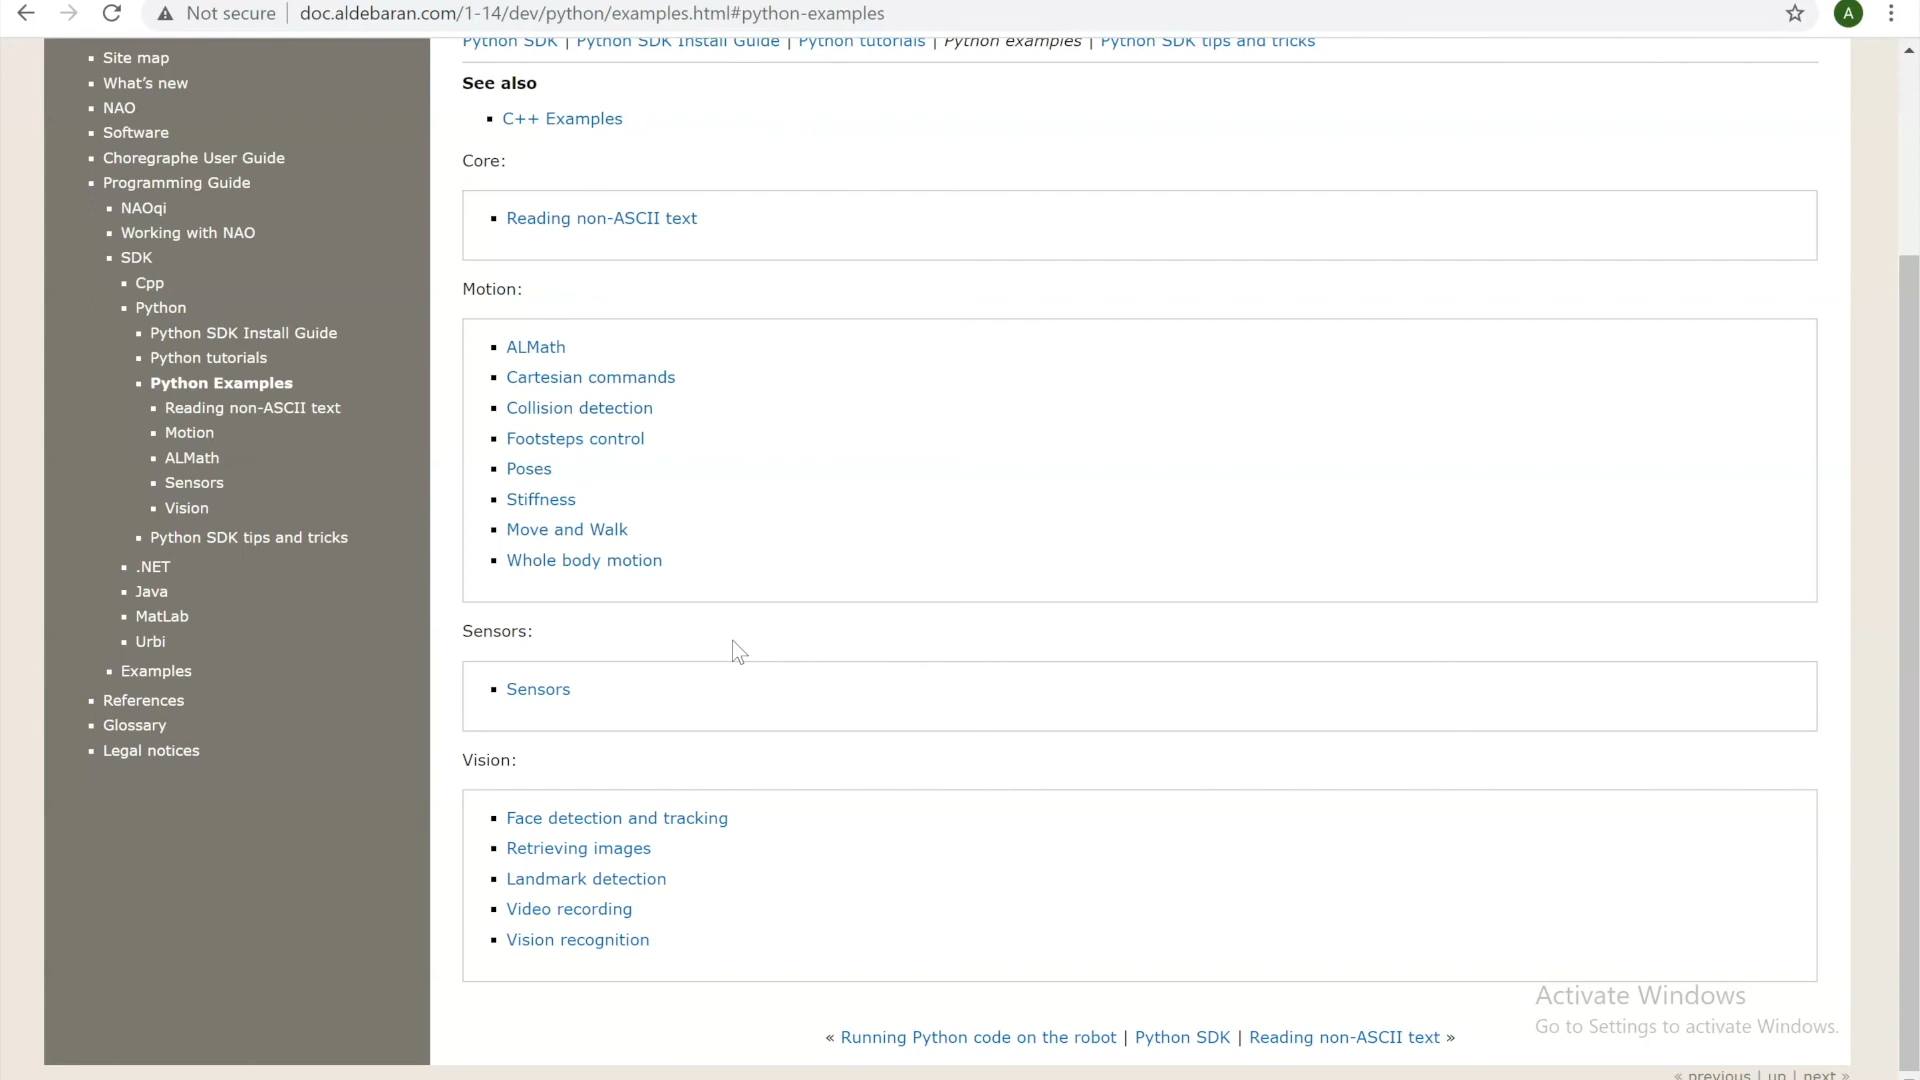 Not secure
doc.aldebaran.com/1-14/dev/python/examples.html#python-examples
A
Python SDK | Python SDK Install Guide | Python tutorials | Python examples | Python SDK tips and tricks
Site map
What's new
NAO
Software
Choregraphe User Guide
Programming Guide
NAOqi
Working with NAO
SDK
Cpp
Python
Python SDK Install Guide
Python tutorials
Python Examples
Reading non-ASCII text
Motion
ALMath
Sensors
Vision
Python SDK tips and tricks
.NET
Java
MatLab
Urbi
Examples
References
Glossary
Legal notices
See also
C++ Examples
Core:
Reading non-ASCII text
Motion:
ALMath
Cartesian commands
Collision detection
Footsteps control
Poses
Stiffness
Move and Walk
Whole body motion
Sensors:
Sensors
Vision:
Face detection and tracking
Retrieving images
Landmark detection
Video recording
Vision recognition
« Running Python code on the robot | Python SDK | Reading non-ASCII text »
Activate Windows
Go to Settings to activate Windows.
« previous | up | next »